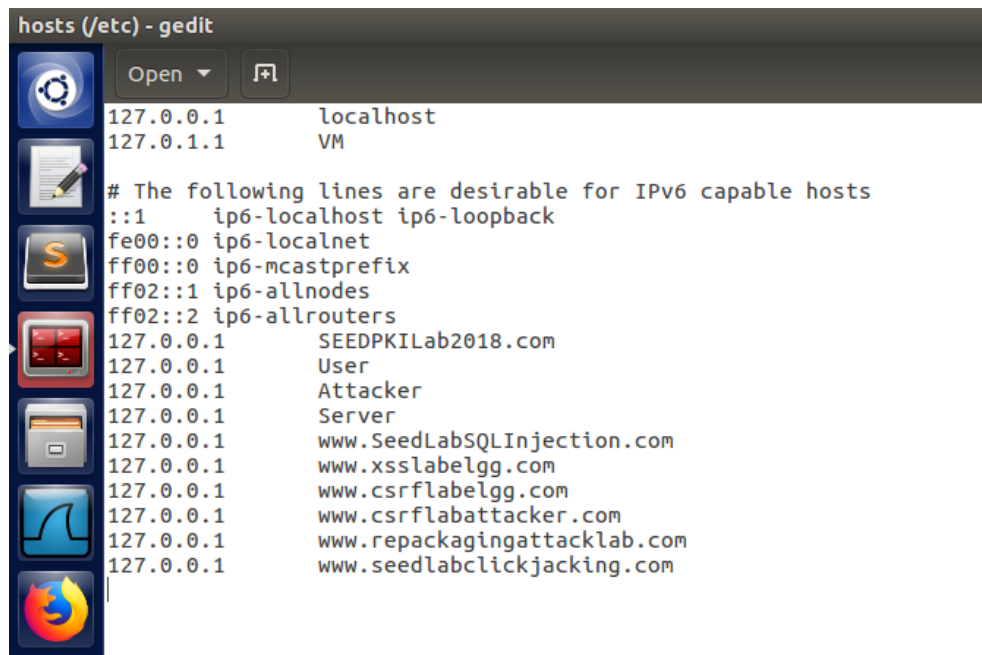 hosts (/etc) - gedit
Open
127.0.0.1 localhost
127.0.1.1 VM
# The following lines are desirable for IPv6 capable hosts
::1 ip6-localhost ip6-loopback
fe00::0 ip6-localnet
ff00::0 ip6-mcastprefix
ff02::1 ip6-allnodes
ff02::2 ip6-allrouters
127.0.0.1 SEEDPKILab2018.com
127.0.0.1 User
127.0.0.1 Attacker
127.0.0.1 Server
127.0.0.1 www.SeedLabSQLInjection.com
127.0.0.1 www.xsslabelgg.com
127.0.0.1 www.csrflabelgg.com
127.0.0.1 www.csrflabattacker.com
127.0.0.1 www.repackagingattacklab.com
127.0.0.1 www.seedlabclickjacking.com